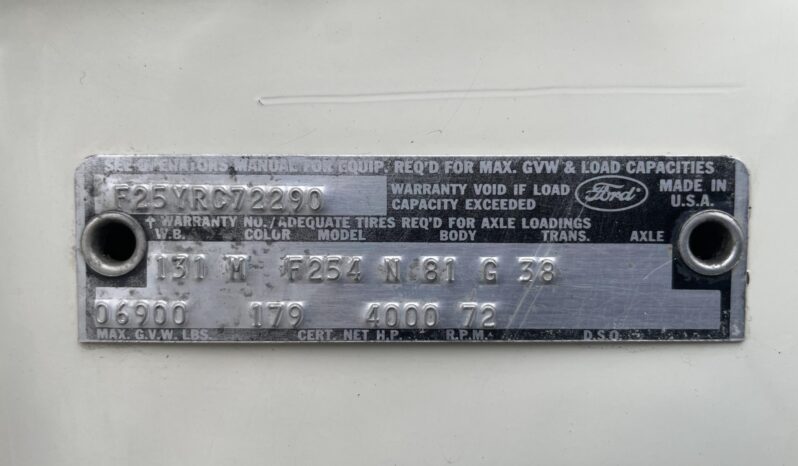 SEE OPERATORS MANUAL FOR EQUIP. REQ'D FOR MAX. GVW & LOAD CAPACITIES
F25YRC72290
WARRANTY VOID IF LOAD
CAPACITY EXCEEDED
Ford
MADE IN
U.S.A.
↑ WARRANTY NO./ADEQUATE TIRES REQ'D FOR AXLE LOADINGS
W.B. COLOR MODEL BODY TRANS. AXLE
131 M F254 N 81 G 38
06900 179 4000 72
MAX. G.V.W. LBS. CERT. NET H.P. R.P.M. D.S.O.